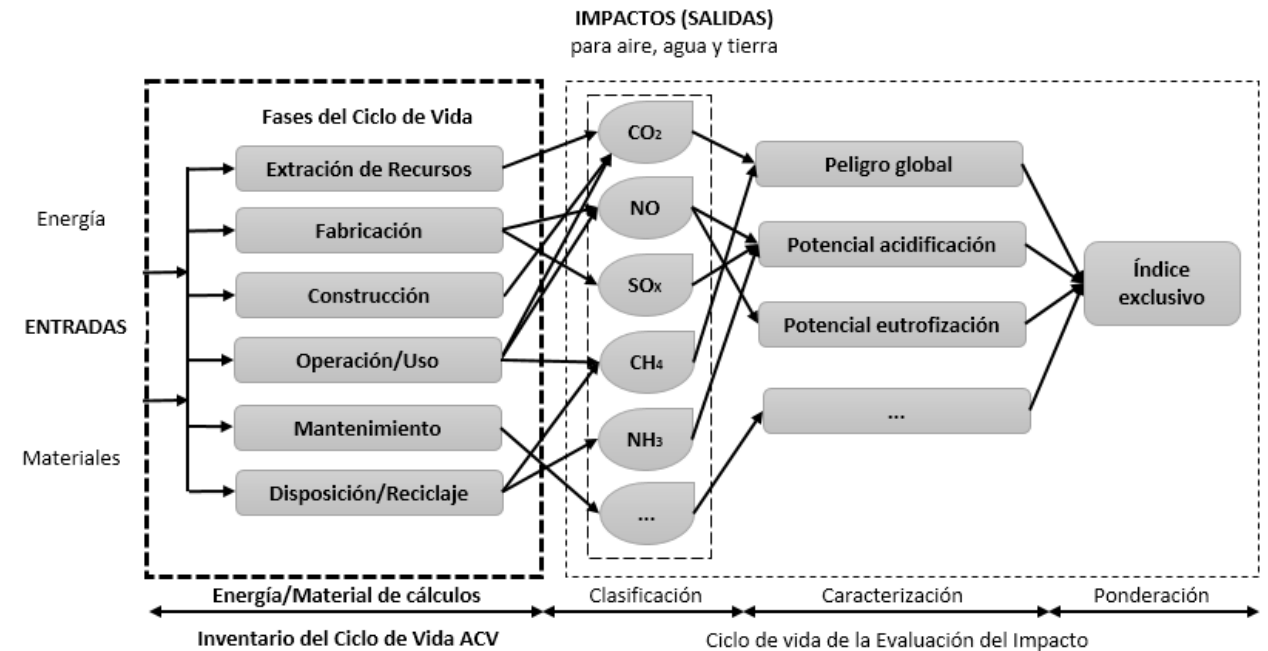 IMPACTOS (SALIDAS)
para aire, agua y tierra
Fases del Ciclo de Vida
Extración de Recursos
Fabricación
Construcción
Operación/Uso
Mantenimiento
Disposición/Reciclaje
Energía
ENTRADAS
Materiales
CO₂
NO
SOₓ
CH₄
NH₃
...
Peligro global
Potencial acidificación
Potencial eutrofización
...
Índice
exclusivo
Energía/Material de cálculos
Clasificación
Caracterización
Ponderación
Inventario del Ciclo de Vida ACV
Ciclo de vida de la Evaluación del Impacto